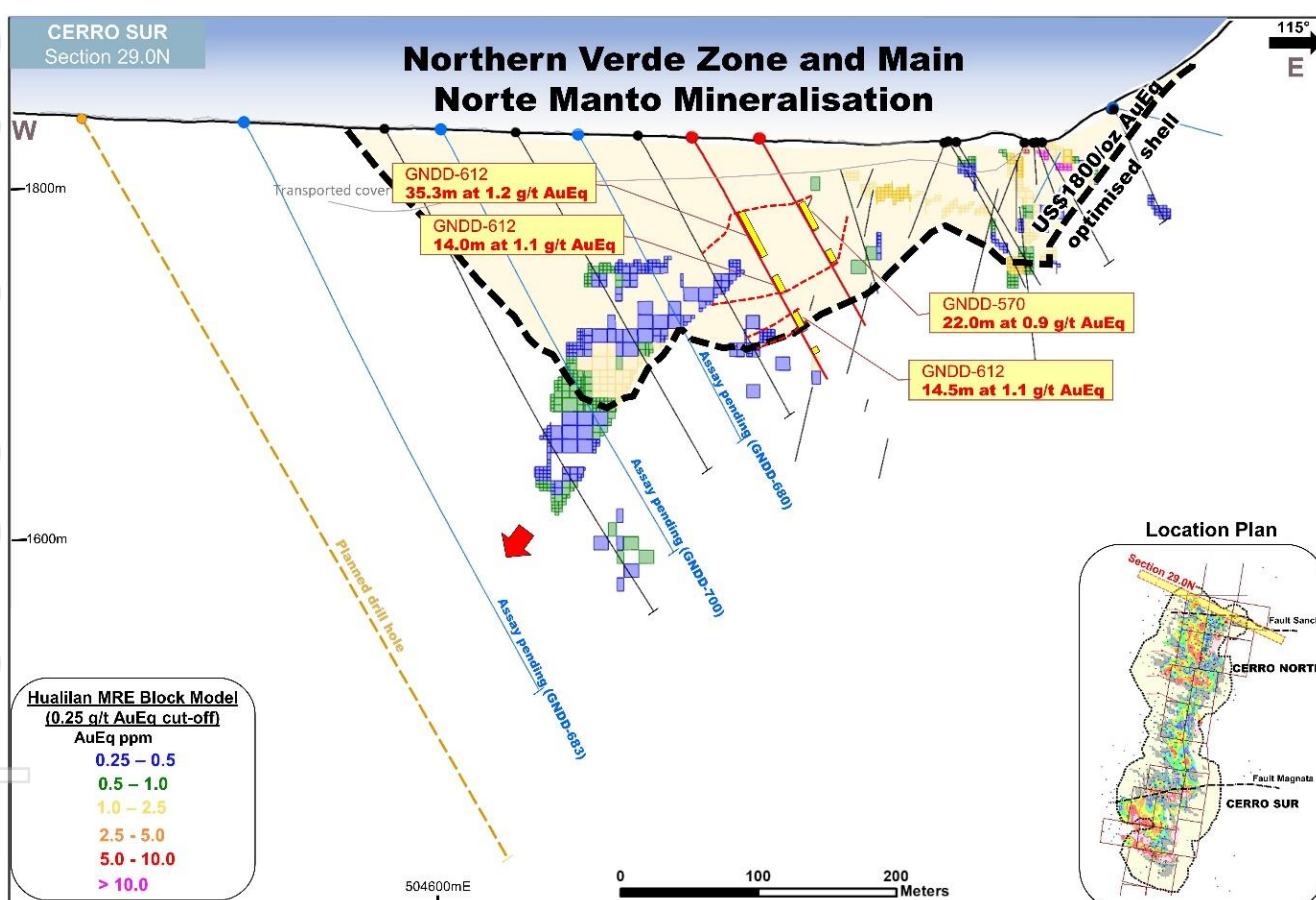 CERRO SUR
Section 29.0N
Northern Verde Zone and Main
Norte Manto Mineralisation
115°
E
W
1800m
Transported cover
GNDD-612
35.3m at 1.2 g/t AuEq
GNDD-612
14.0m at 1.1 g/t AuEq
US$1800/oz AuEq
optimised shell
GNDD-570
22.0m at 0.9 g/t AuEq
GNDD-612
14.5m at 1.1 g/t AuEq
Assay pending (GNDD-680)
Assay pending (GNDD-700)
Assay pending (GNDD-683)
Planned drill hole
1600m
Hualilan MRE Block Model
(0.25 g/t AuEq cut-off)
AuEq ppm
0.25 – 0.5
0.5 – 1.0
1.0 – 2.5
2.5 - 5.0
5.0 - 10.0
> 10.0
504600mE
0
100
200
Meters
Location Plan
Section 29.0N
Fault Sanc
CERRO NORTE
Fault Magnata
CERRO SUR